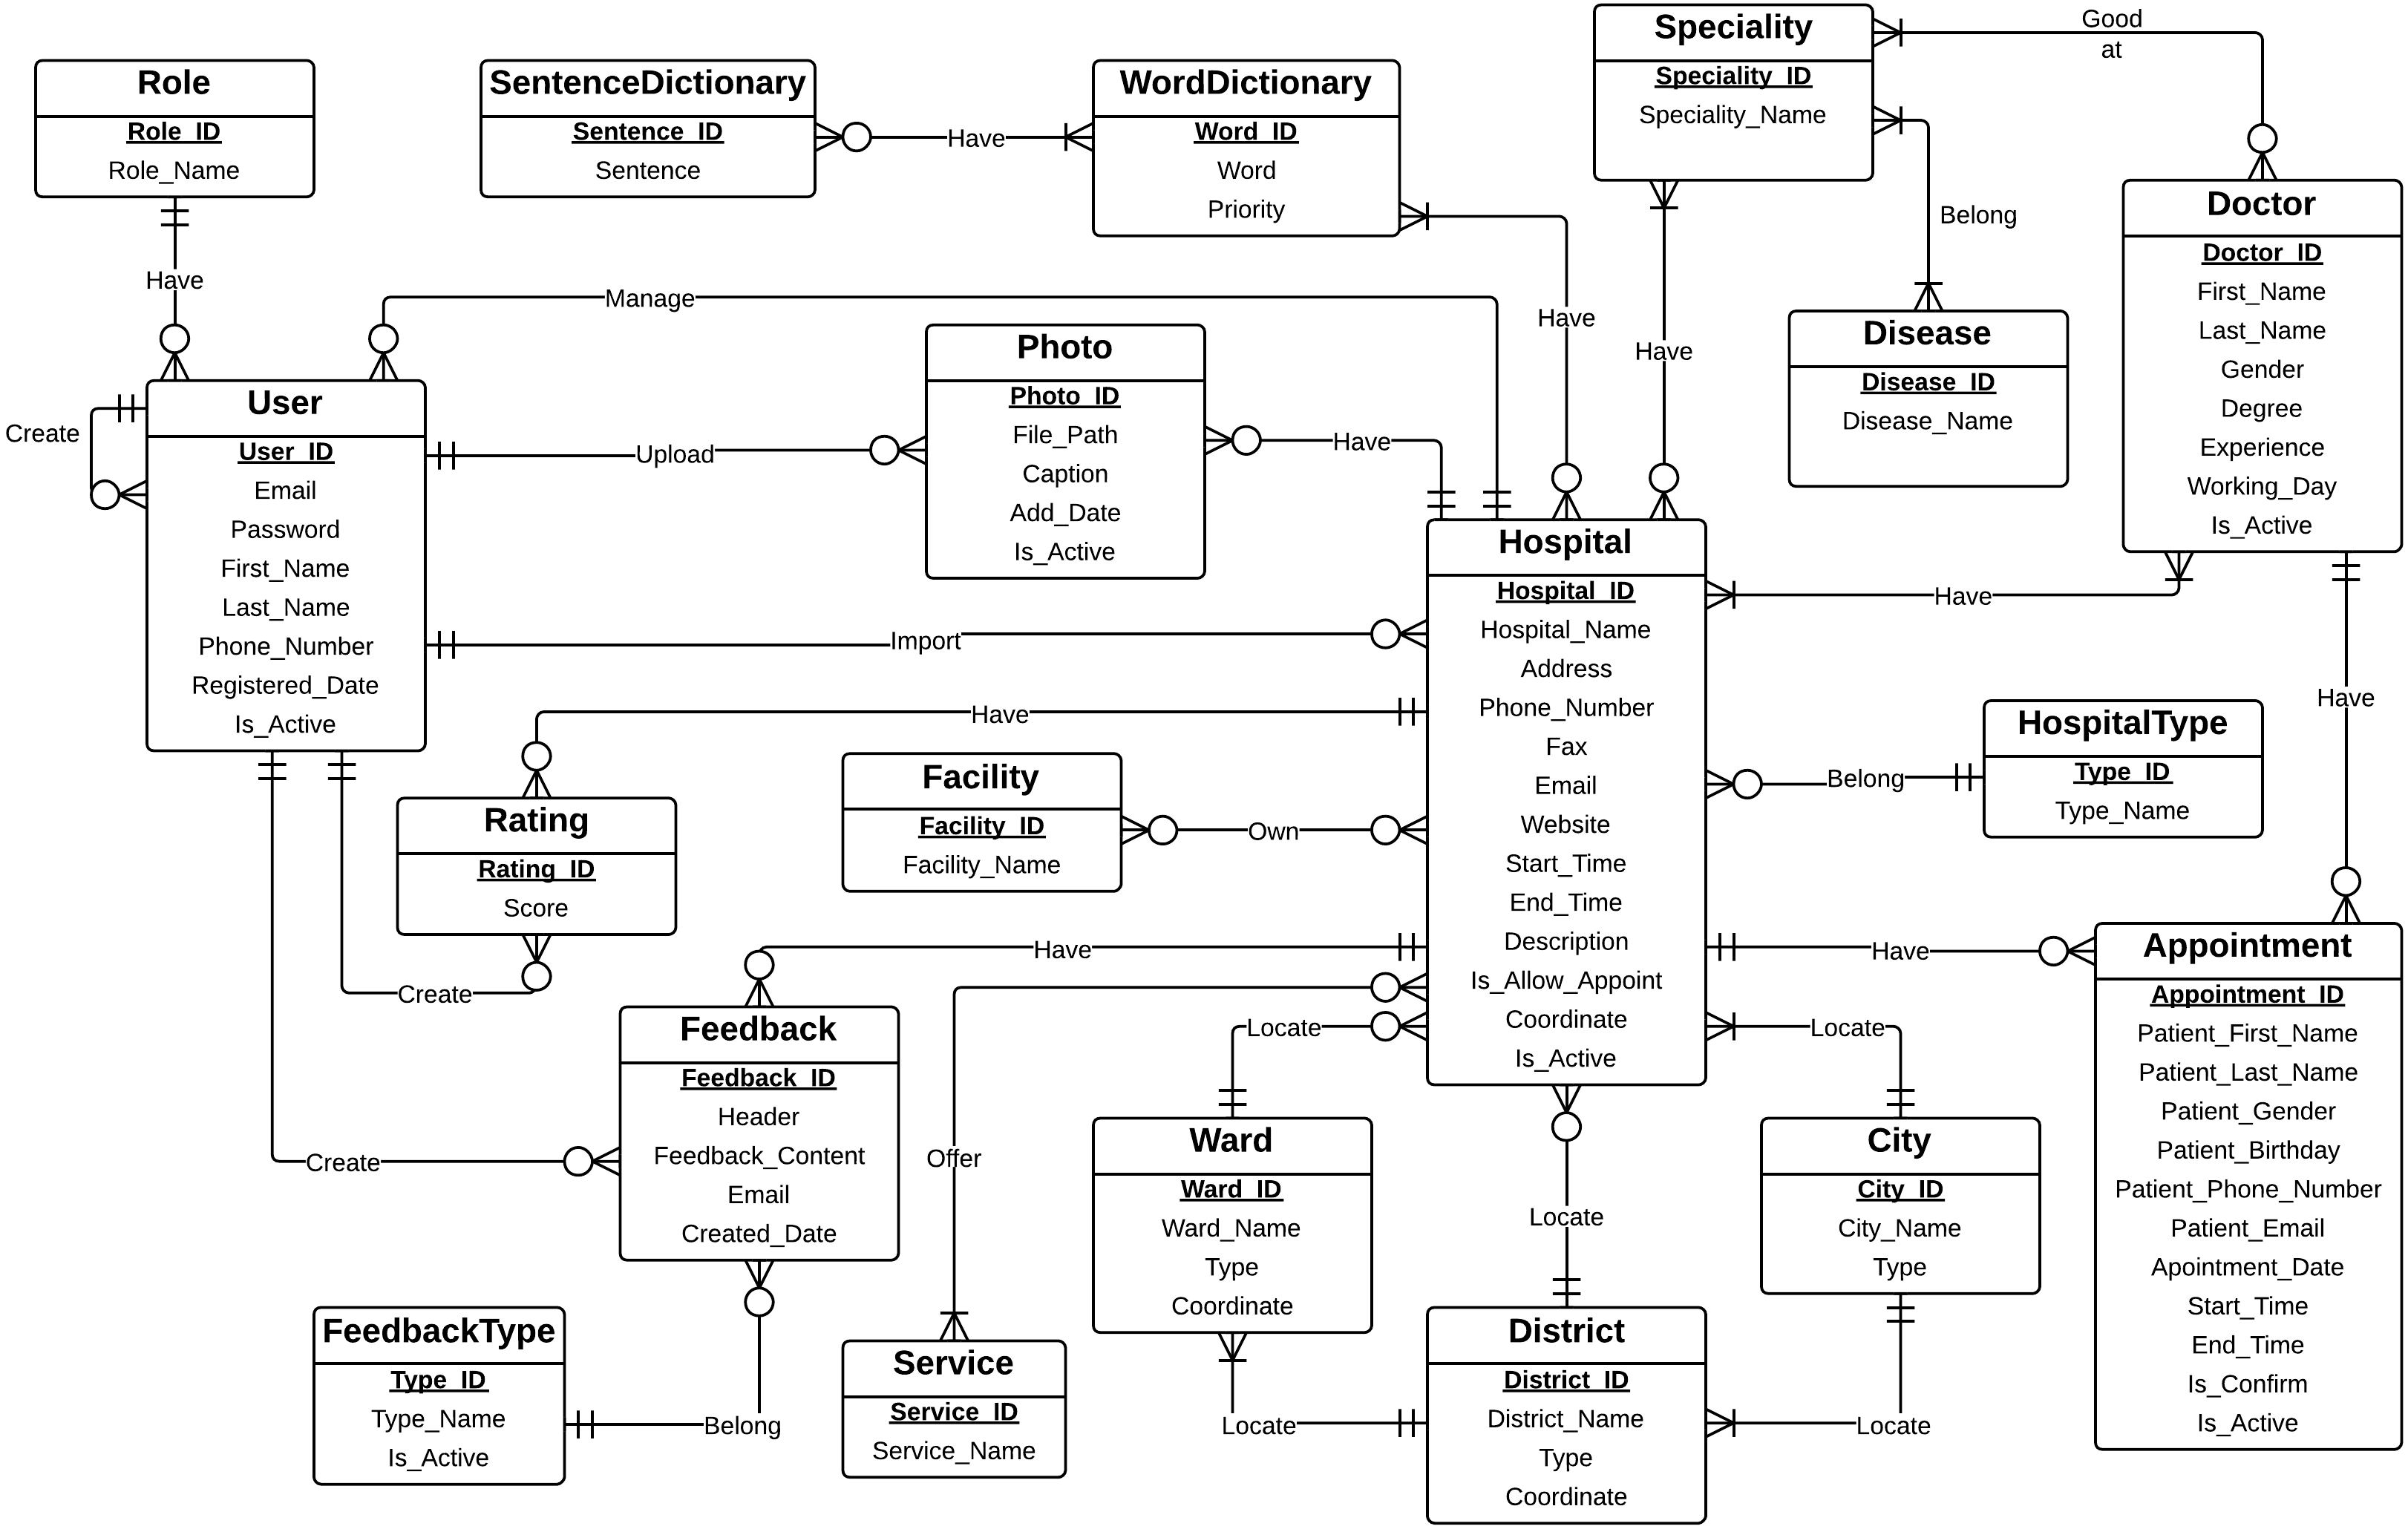 Speciality
Speciality_ID
Speciality_Name
Good
at
Role
Role_ID
Role_Name
SentenceDictionary
Sentence_ID
Sentence
Have
WordDictionary
Word_ID
Word
Priority
Belong
Doctor
Doctor_ID
First_Name
Last_Name
Gender
Degree
Experience
Working_Day
Is_Active
Have
Manage
Have
Have
Disease
Disease_ID
Disease_Name
Photo
Photo_ID
File_Path
Caption
Add_Date
Is_Active
Create
User
User_ID
Email
Password
First_Name
Last_Name
Phone_Number
Registered_Date
Is_Active
Upload
Have
Import
Have
Hospital
Hospital_ID
Hospital_Name
Address
Phone_Number
Fax
Email
Website
Start_Time
End_Time
Description
Is_Allow_Appoint
Coordinate
Is_Active
Have
Have
HospitalType
Type_ID
Type_Name
Belong
Facility
Facility_ID
Facility_Name
Own
Rating
Rating_ID
Score
Create
Have
Have
Appointment
Appointment_ID
Patient_First_Name
Patient_Last_Name
Patient_Gender
Patient_Birthday
Patient_Phone_Number
Patient_Email
Apointment_Date
Start_Time
End_Time
Is_Confirm
Is_Active
Feedback
Feedback_ID
Header
Feedback_Content
Email
Created_Date
Create
Offer
Locate
Locate
Ward
Ward_ID
Ward_Name
Type
Coordinate
Locate
City
City_ID
City_Name
Type
FeedbackType
Type_ID
Type_Name
Is_Active
Belong
Service
Service_ID
Service_Name
Locate
District
District_ID
District_Name
Type
Coordinate
Locate